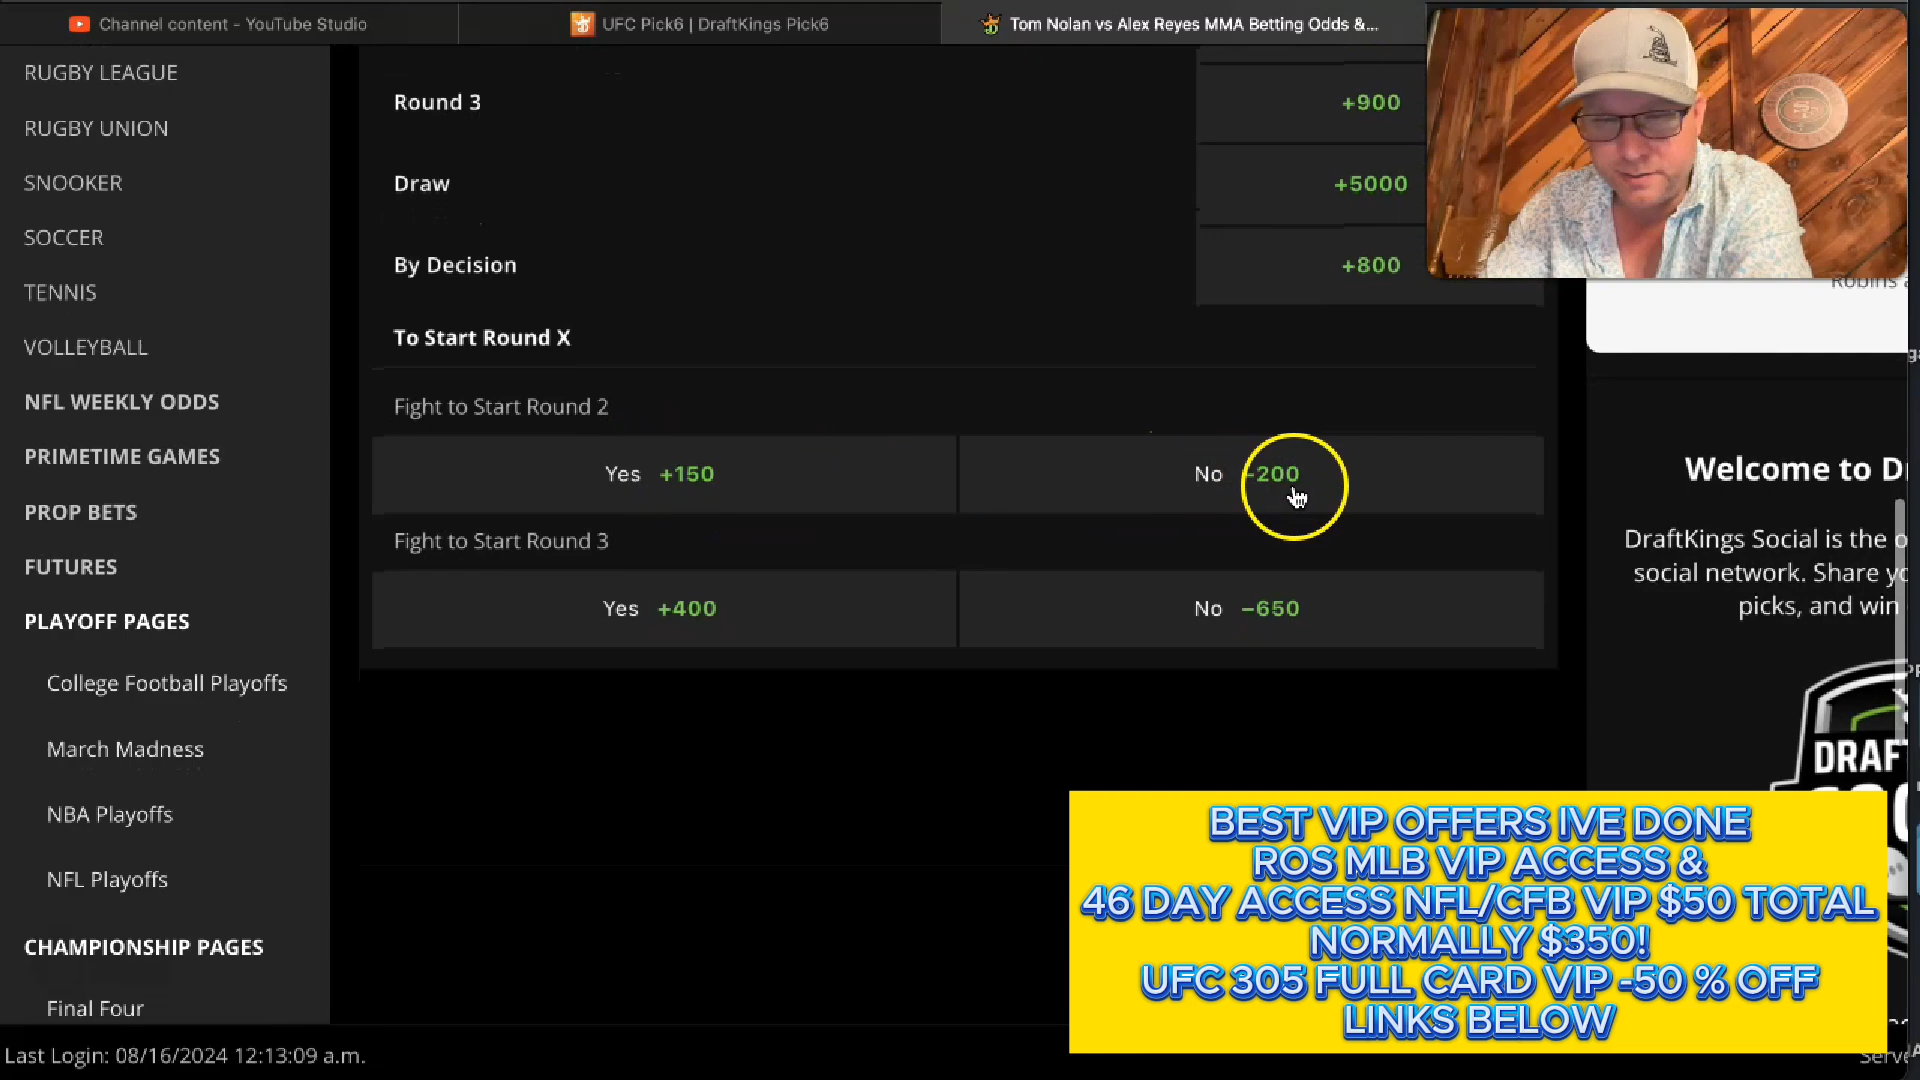 Channel content - YouTube Studio
UFC Pick6 | DraftKings Pick6
Tom Nolan vs Alex Reyes MMA Betting Odds &...
RUGBY LEAGUE
RUGBY UNION
SNOOKER
SOCCER
TENNIS
VOLLEYBALL
NFL WEEKLY ODDS
PRIMETIME GAMES
PROP BETS
FUTURES
PLAYOFF PAGES
College Football Playoffs
March Madness
NBA Playoffs
NFL Playoffs
CHAMPIONSHIP PAGES
Final Four
Last Login: 08/16/2024 12:13:09 a.m.
Round 3 +900
Draw +5000
By Decision +800
To Start Round X
Fight to Start Round 2
Yes +150 No -200
Fight to Start Round 3
Yes +400 No -650
Robins
Welcome to D
DraftKings Social is the o
social network. Share yo
picks, and win
DRAF
BEST VIP OFFERS IVE DONE
ROS MLB VIP ACCESS &
46 DAY ACCESS NFL/CFB VIP $50 TOTAL
NORMALLY $350!
UFC 305 FULL CARD VIP -50 % OFF
LINKS BELOW
Serve